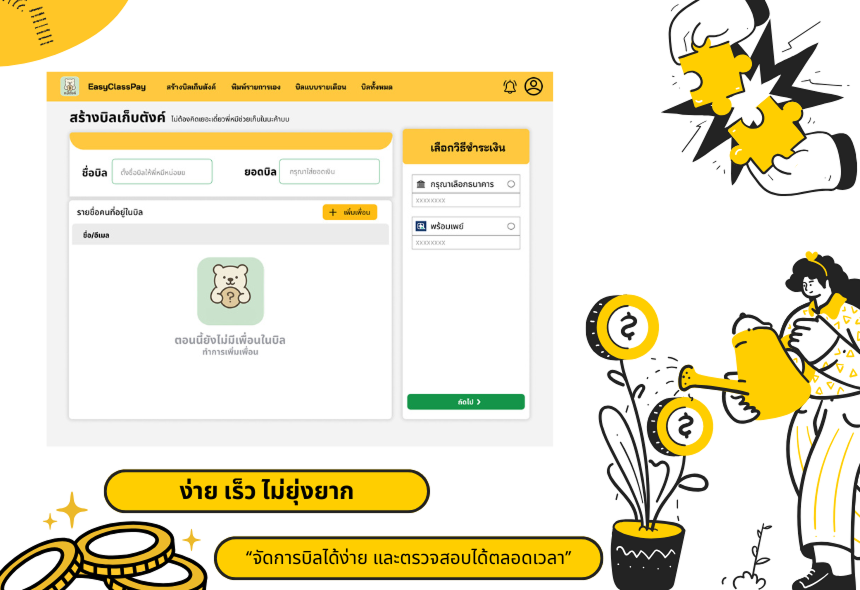 EasyClassPay สร้างบิลเก็บตังค์ พิมพ์รายการเอง บิลแบบรายเดือน บิลทั้งหมด
สร้างบิลเก็บตังค์ ไม่ต้องคิดเยอะเดี๋ยวพี่หมีช่วยเก็บในนะค้าบบ
ชื่อบิล ตั้งชื่อบิลให้พี่หมีหน่อยย ยอดบิล กรุณาใส่ยอดเงิน
รายชื่อคนที่อยู่ในบิล + เพิ่มเพื่อน
ชื่อ/อีเมล
?
ตอนนี้ยังไม่มีเพื่อนในบิล
ทำการเพิ่มเพื่อน
เลือกวิธีชำระเงิน
กรุณาเลือกธนาคาร
xxxxxxxx
พร้อมเพย์
xxxxxxxx
ถัดไป >
ง่าย เร็ว ไม่ยุ่งยาก
“จัดการบิลได้ง่าย และตรวจสอบได้ตลอดเวลา”